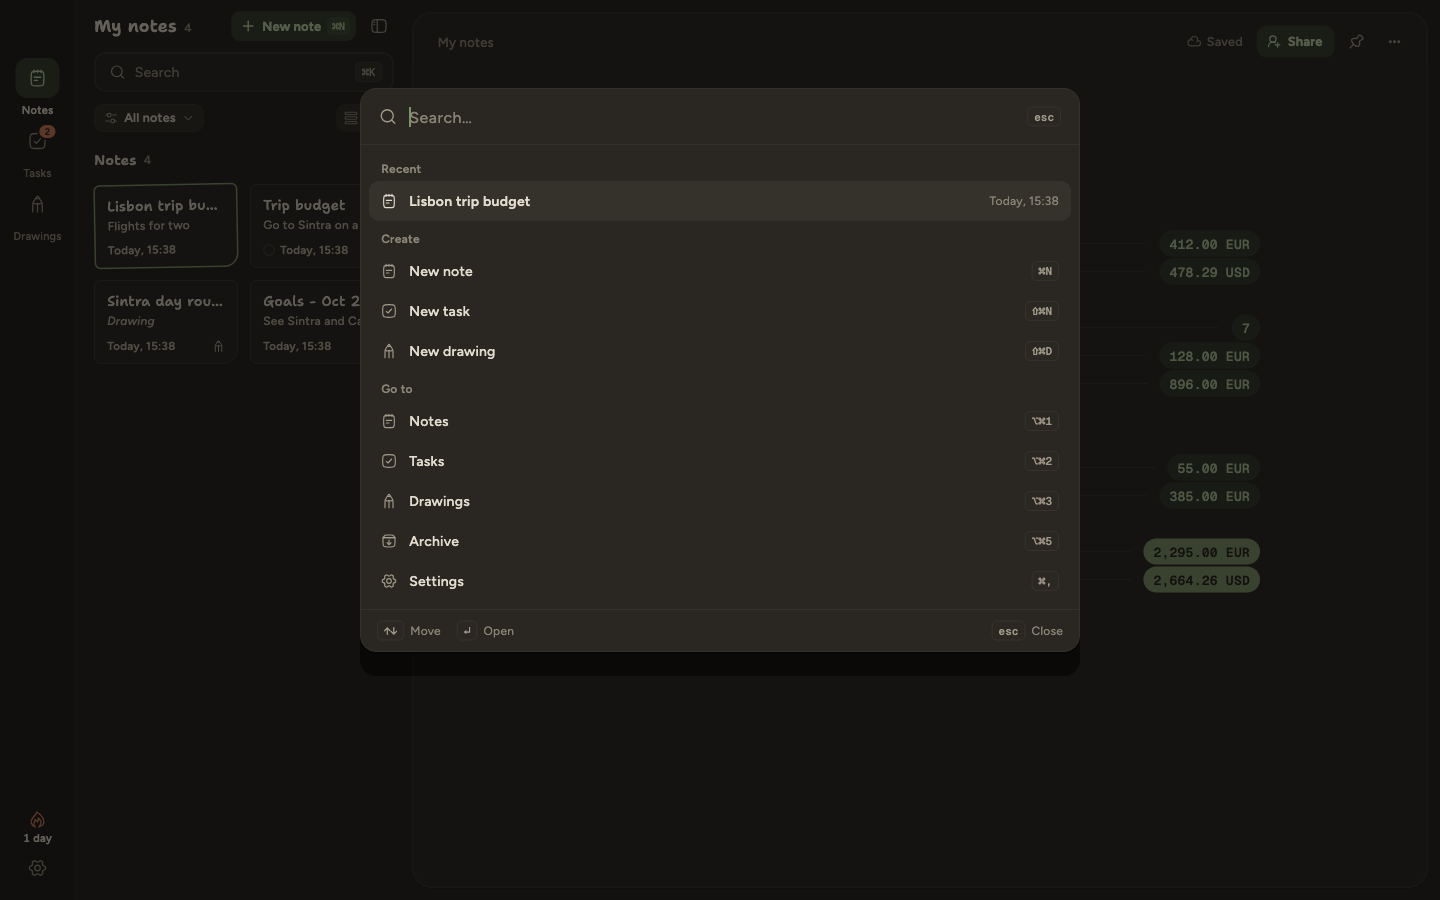 My notes 4
New note ⌘N
Search ⌘K
All notes
Notes 4
Lisbon trip bu...
Flights for two
Today, 15:38
Trip budget
Go to Sintra on a
Today, 15:38
Sintra day rou...
Drawing
Today, 15:38
Goals - Oct 2
See Sintra and Ca
Today, 15:38
Notes
2
Tasks
Drawings
1 day
My notes
Saved
Share
412.00 EUR
478.29 USD
7
128.00 EUR
896.00 EUR
55.00 EUR
385.00 EUR
2,295.00 EUR
2,664.26 USD
Search... esc
Recent
Lisbon trip budget Today, 15:38
Create
New note ⌘N
New task ⇧⌘N
New drawing ⇧⌘D
Go to
Notes ⌥⌘1
Tasks ⌥⌘2
Drawings ⌥⌘3
Archive ⌥⌘5
Settings ⌘,
↑↓ Move ↵ Open esc Close